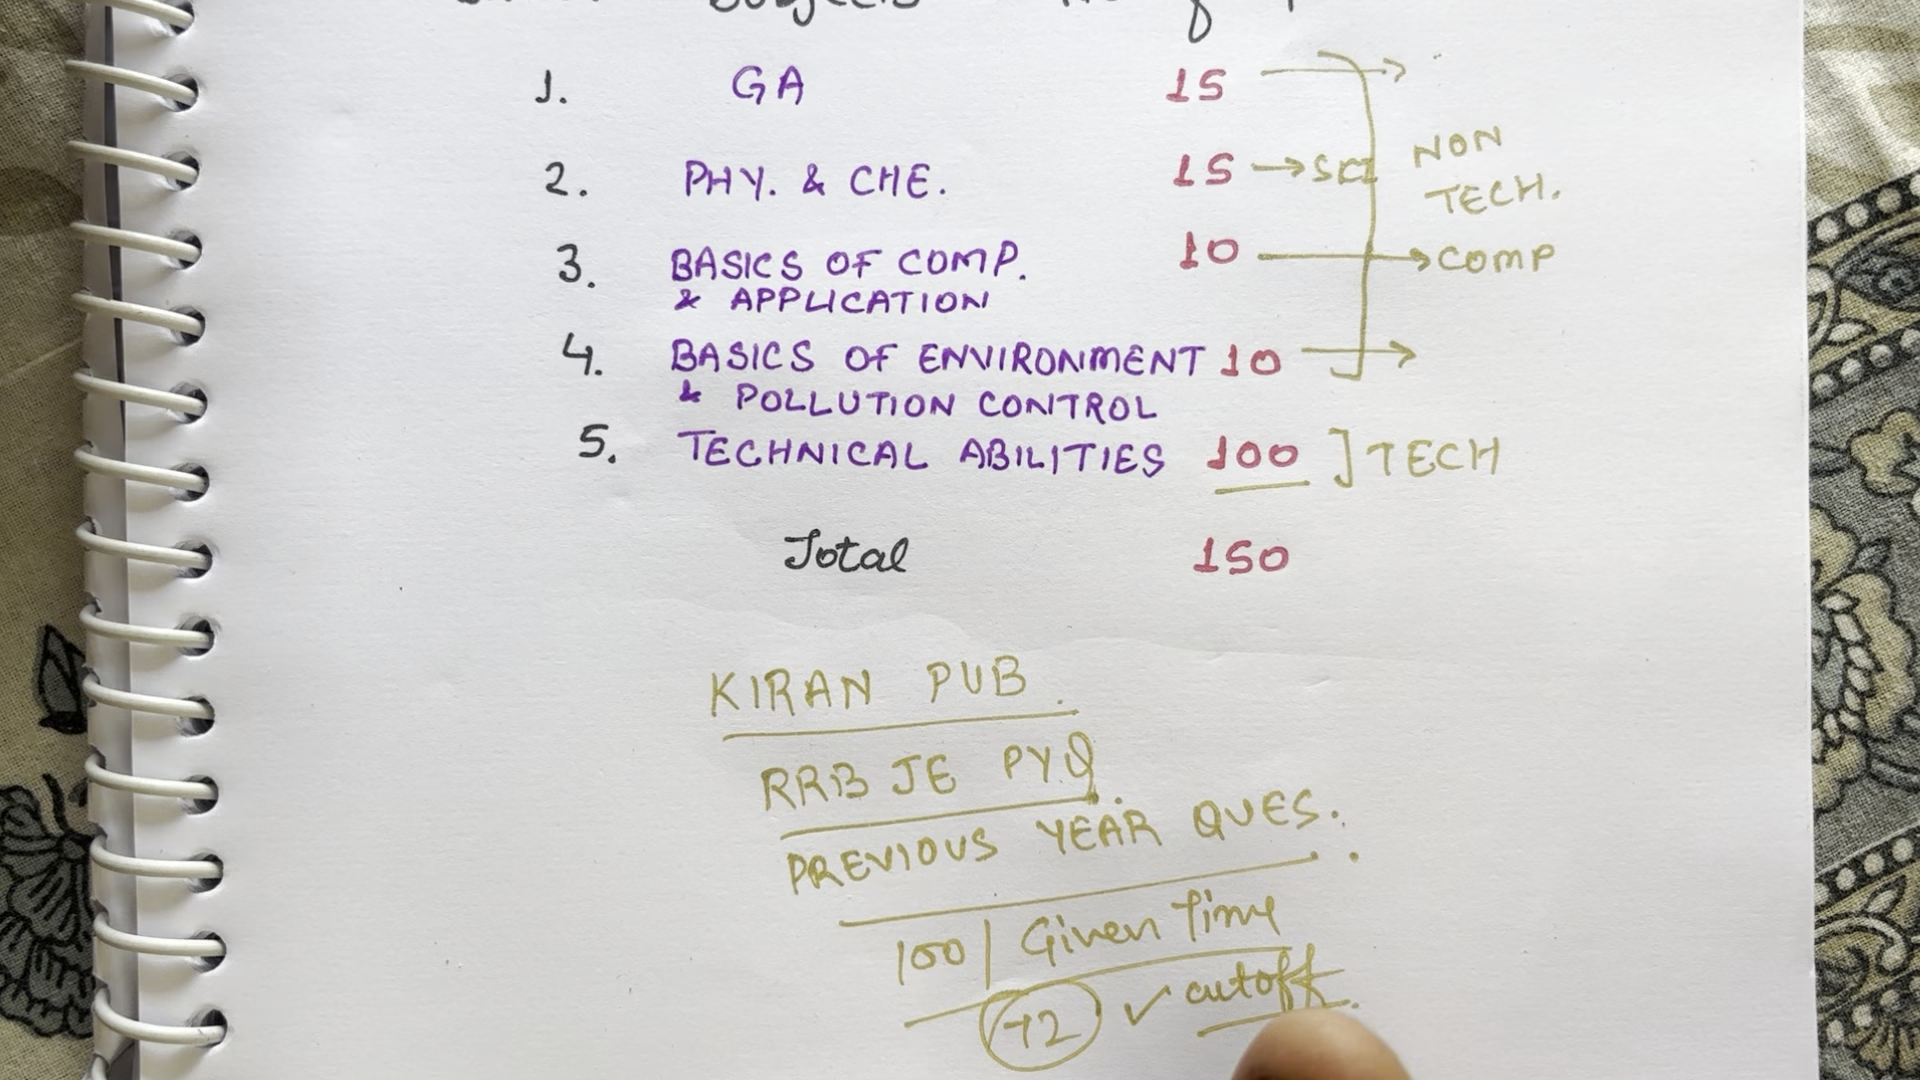 Subjects
1. GA 15
2. PHY. & CHE. 15 → SCI
NON
TECH.
3. BASICS OF COMP. 10 → COMP
& APPLICATION
4. BASICS OF ENVIRONMENT 10
& POLLUTION CONTROL
5. TECHNICAL ABILITIES 100 ] TECH
Total 150
KIRAN PUB.
RRB JE PYQ.
PREVIOUS YEAR QUES.
100 | Given Time
72 ✓ cutoff.